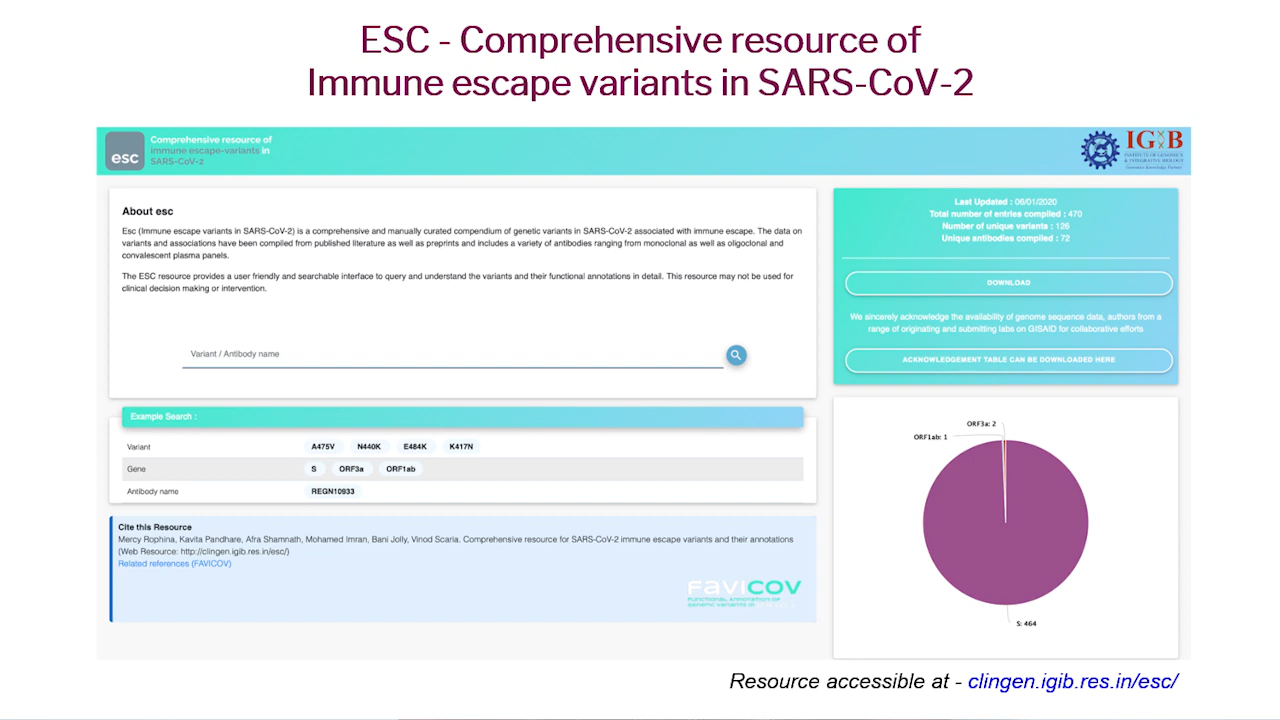 ESC - Comprehensive resource of
Immune escape variants in SARS-CoV-2
esc
Comprehensive resource of
immune escape-variants in
SARS-CoV-2
IGIB
INSTITUTE OF GENOMICS
& INTEGRATIVE BIOLOGY
About esc
Esc (Immune escape variants in SARS-CoV-2) is a comprehensive and manually curated compendium of genetic variants in SARS-CoV-2 associated with immune escape. The data on
variants and associations have been compiled from published literature as well as preprints and includes a variety of antibodies ranging from monoclonal as well as oligoclonal and
convalescent plasma panels.
The ESC resource provides a user friendly and searchable interface to query and understand the variants and their functional annotations in detail. This resource may not be used for
clinical decision making or intervention.
Variant / Antibody name
Last Updated : 06/01/2020
Total number of entries compiled : 470
Number of unique variants : 126
Unique antibodies compiled : 72
DOWNLOAD
We sincerely acknowledge the availability of genome sequence data, authors from a
range of originating and submitting labs on GISAID for collaborative efforts
ACKNOWLEDGEMENT TABLE CAN BE DOWNLOADED HERE
Example Search :
Variant A475V N440K E484K K417N
Gene S ORF3a ORF1ab
Antibody name REGN10933
ORF3a: 2
ORF1ab: 1
S: 464
Cite this Resource
Mercy Rophina, Kavita Pandhare, Afra Shamnath, Mohamed Imran, Bani Jolly, Vinod Scaria. Comprehensive resource for SARS-CoV-2 immune escape variants and their annotations
(Web Resource: http://clingen.igib.res.in/esc/)
Related references (FAVICOV)
FAVICOV
FUNCTIONAL ANNOTATION OF
GENOMIC VARIANTS IN
Resource accessible at - clingen.igib.res.in/esc/